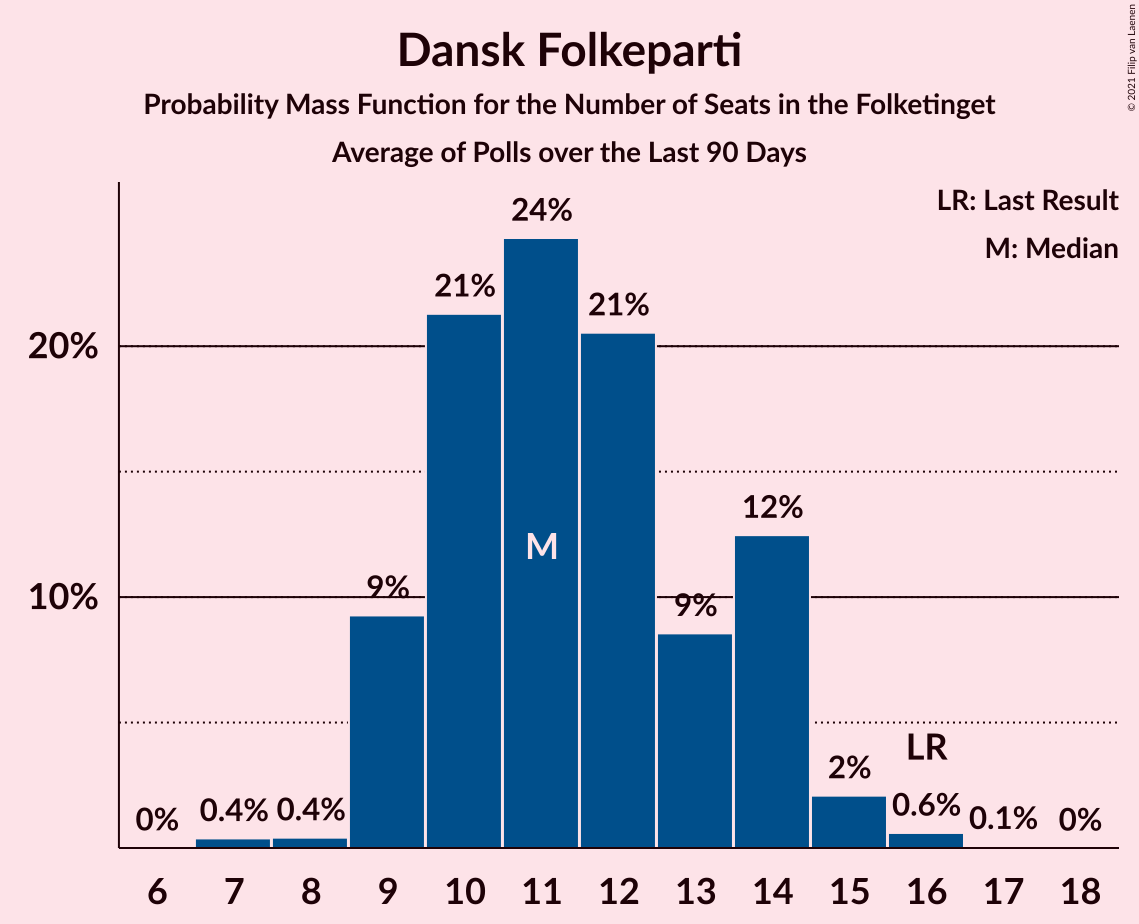 Dansk Folkeparti
Probability Mass Function for the Number of Seats in the Folketinget
Average of Polls over the Last 90 Days
© 2021 Filip van Laenen
LR: Last Result
M: Median
24%
21%
21%
20%
12%
M
10%
9%
9%
LR
2%
0%
0.4%
0.4%
0.6%
0.1%
0%
6 7 8 9 10 11 12 13 14 15 16 17 18